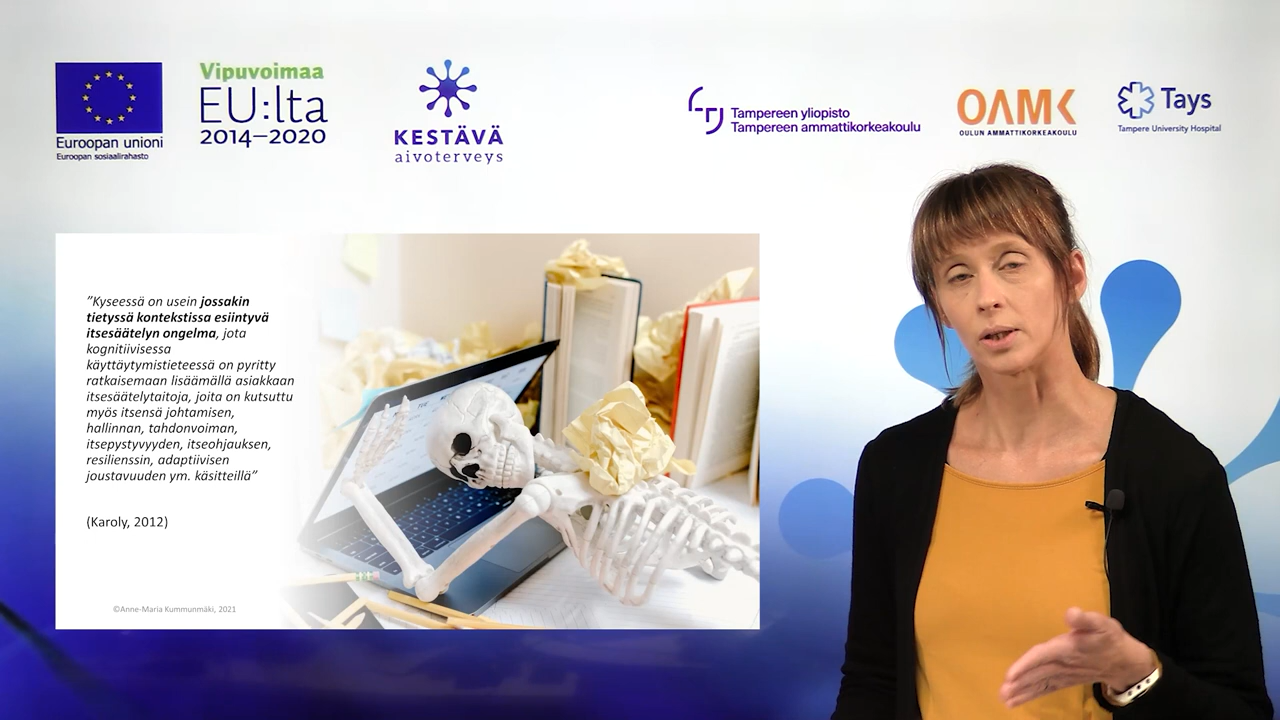 Euroopan unioni
Euroopan sosiaalirahasto
Vipuvoimaa
EU:lta
2014–2020
KESTÄVÄ
aivoterveys
Tampereen yliopisto
Tampereen ammattikorkeakoulu
OAMK
OULUN AMMATTIKORKEAKOULU
Tays
Tampere University Hospital
”Kyseessä on usein jossakin
tietyssä kontekstissa esiintyvä
itsesäätelyn ongelma, jota
kognitiivisessa
käyttäytymistieteessä on pyritty
ratkaisemaan lisäämällä asiakkaan
itsesäätelytaitoja, joita on kutsuttu
myös itsensä johtamisen,
hallinnan, tahdonvoiman,
itsepystyvyyden, itseohjauksen,
resilienssin, adaptiivisen
joustavuuden ym. käsitteillä”
(Karoly, 2012)
©Anne-Maria Kummunmäki, 2021